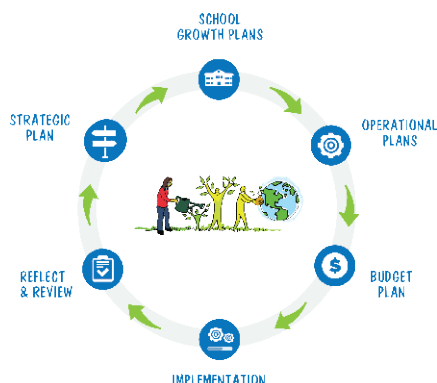 SCHOOL
GROWTH PLANS
STRATEGIC
PLAN
OPERATIONAL
PLANS
REFLECT
& REVIEW
$
BUDGET
PLAN
IMPLEMENTATION